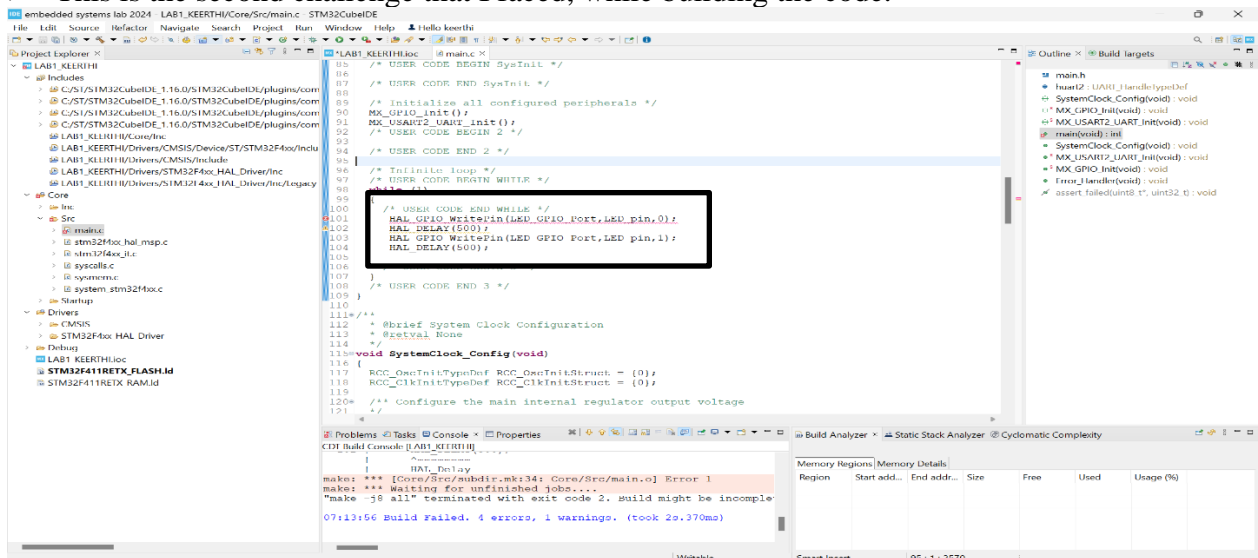 This is the second challenge that I faced, while building the code.
embedded systems lab 2024 - LAB1_KEERTHI/Core/Src/main.c - STM32CubeIDE
File Edit Source Refactor Navigate Search Project Run Window Help Hello keerthi
Project Explorer
LAB1_KEERTHI
Includes
C:/ST/STM32CubeIDE_1.16.0/STM32CubeIDE/plugins/com
C:/ST/STM32CubeIDE_1.16.0/STM32CubeIDE/plugins/com
C:/ST/STM32CubeIDE_1.16.0/STM32CubeIDE/plugins/com
C:/ST/STM32CubeIDE_1.16.0/STM32CubeIDE/plugins/com
LAB1_KEERTHI/Core/Inc
LAB1_KEERTHI/Drivers/CMSIS/Device/ST/STM32F4xx/Inclu
LAB1_KEERTHI/Drivers/CMSIS/Include
LAB1_KEERTHI/Drivers/STM32F4xx_HAL_Driver/Inc
LAB1_KEERTHI/Drivers/STM32F4xx_HAL_Driver/Inc/Legacy
Core
Inc
Src
main.c
stm32f4xx_hal_msp.c
stm32f4xx_it.c
syscalls.c
sysmem.c
system_stm32f4xx.c
Startup
Drivers
CMSIS
STM32F4xx_HAL_Driver
Debug
LAB1 KEERTHI.ioc
STM32F411RETX_FLASH.ld
STM32F411RETX_RAM.ld
*LAB1 KEERTHI.ioc main.c
85 /* USER CODE BEGIN SysInit */
86
87 /* USER CODE END SysInit */
88
89 /* Initialize all configured peripherals */
90 MX_GPIO_Init();
91 MX_USART2_UART_Init();
92 /* USER CODE BEGIN 2 */
93
94 /* USER CODE END 2 */
95
96 /* Infinite loop */
97 /* USER CODE BEGIN WHILE */
98 while (1)
99 {
100 /* USER CODE END WHILE */
101 HAL_GPIO_WritePin(LED_GPIO_Port,LED_pin,0);
102 HAL_DELAY(500);
103 HAL_GPIO_WritePin(LED_GPIO_Port,LED_pin,1);
104 HAL_DELAY(500);
105
106
107 }
108 /* USER CODE END 3 */
109 }
110
111 /**
112 * @brief System Clock Configuration
113 * @retval None
114 */
115 void SystemClock_Config(void)
116 {
117 RCC_OscInitTypeDef RCC_OscInitStruct = {0};
118 RCC_ClkInitTypeDef RCC_ClkInitStruct = {0};
119
120 /** Configure the main internal regulator output voltage
121 */
Outline Build Targets
main.h
huart2 : UART_HandleTypeDef
SystemClock_Config(void) : void
MX_GPIO_Init(void) : void
MX_USART2_UART_Init(void) : void
main(void) : int
SystemClock_Config(void) : void
MX_USART2_UART_Init(void) : void
MX_GPIO_Init(void) : void
Error_Handler(void) : void
assert_failed(uint8_t*, uint32_t) : void
Problems Tasks Console Properties
CDT Build Console [LAB1_KEERTHI]
| ^~~~~~~~~
| HAL_Delay
make: *** [Core/Src/subdir.mk:34: Core/Src/main.o] Error 1
make: *** Waiting for unfinished jobs....
"make -j8 all" terminated with exit code 2. Build might be incomple
07:13:56 Build Failed. 4 errors, 1 warnings. (took 2s.370ms)
Build Analyzer Static Stack Analyzer Cyclomatic Complexity
Memory Regions Memory Details
Region Start add... End addr... Size Free Used Usage (%)
Writable Smart Insert 95 : 1 : 2570